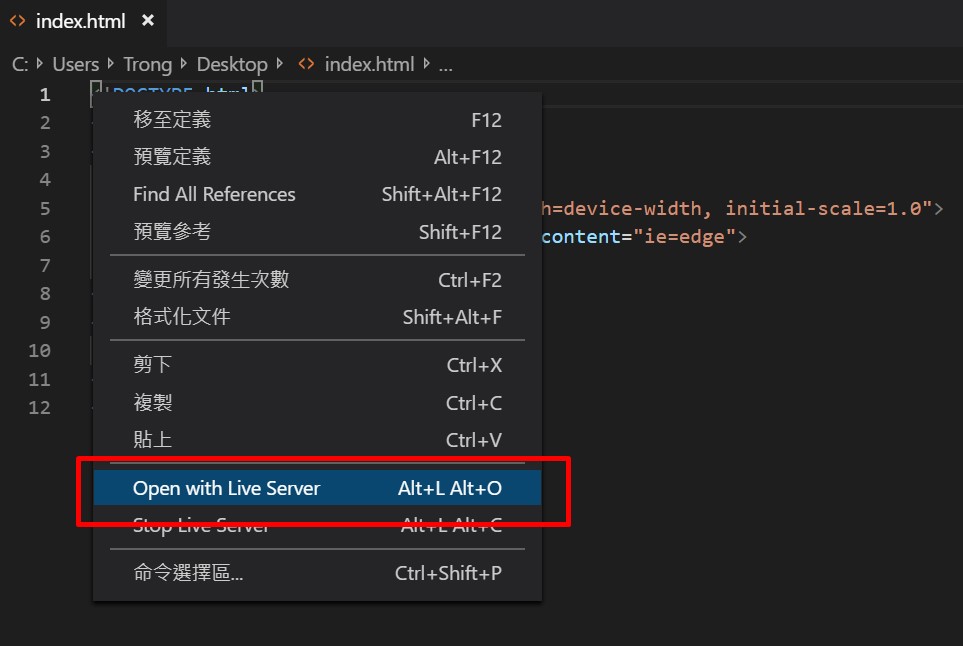 index.html ×
C: Users Trong Desktop index.html ...
1 <!DOCTYPE html>
2
3
4
5 h=device-width, initial-scale=1.0">
6 content="ie=edge">
7
8
9
10
11
12
移至定義 F12
預覽定義 Alt+F12
Find All References Shift+Alt+F12
預覽參考 Shift+F12
變更所有發生次數 Ctrl+F2
格式化文件 Shift+Alt+F
剪下 Ctrl+X
複製 Ctrl+C
貼上 Ctrl+V
Open with Live Server Alt+L Alt+O
Stop Live Server Alt+L Alt+C
命令選擇區... Ctrl+Shift+P